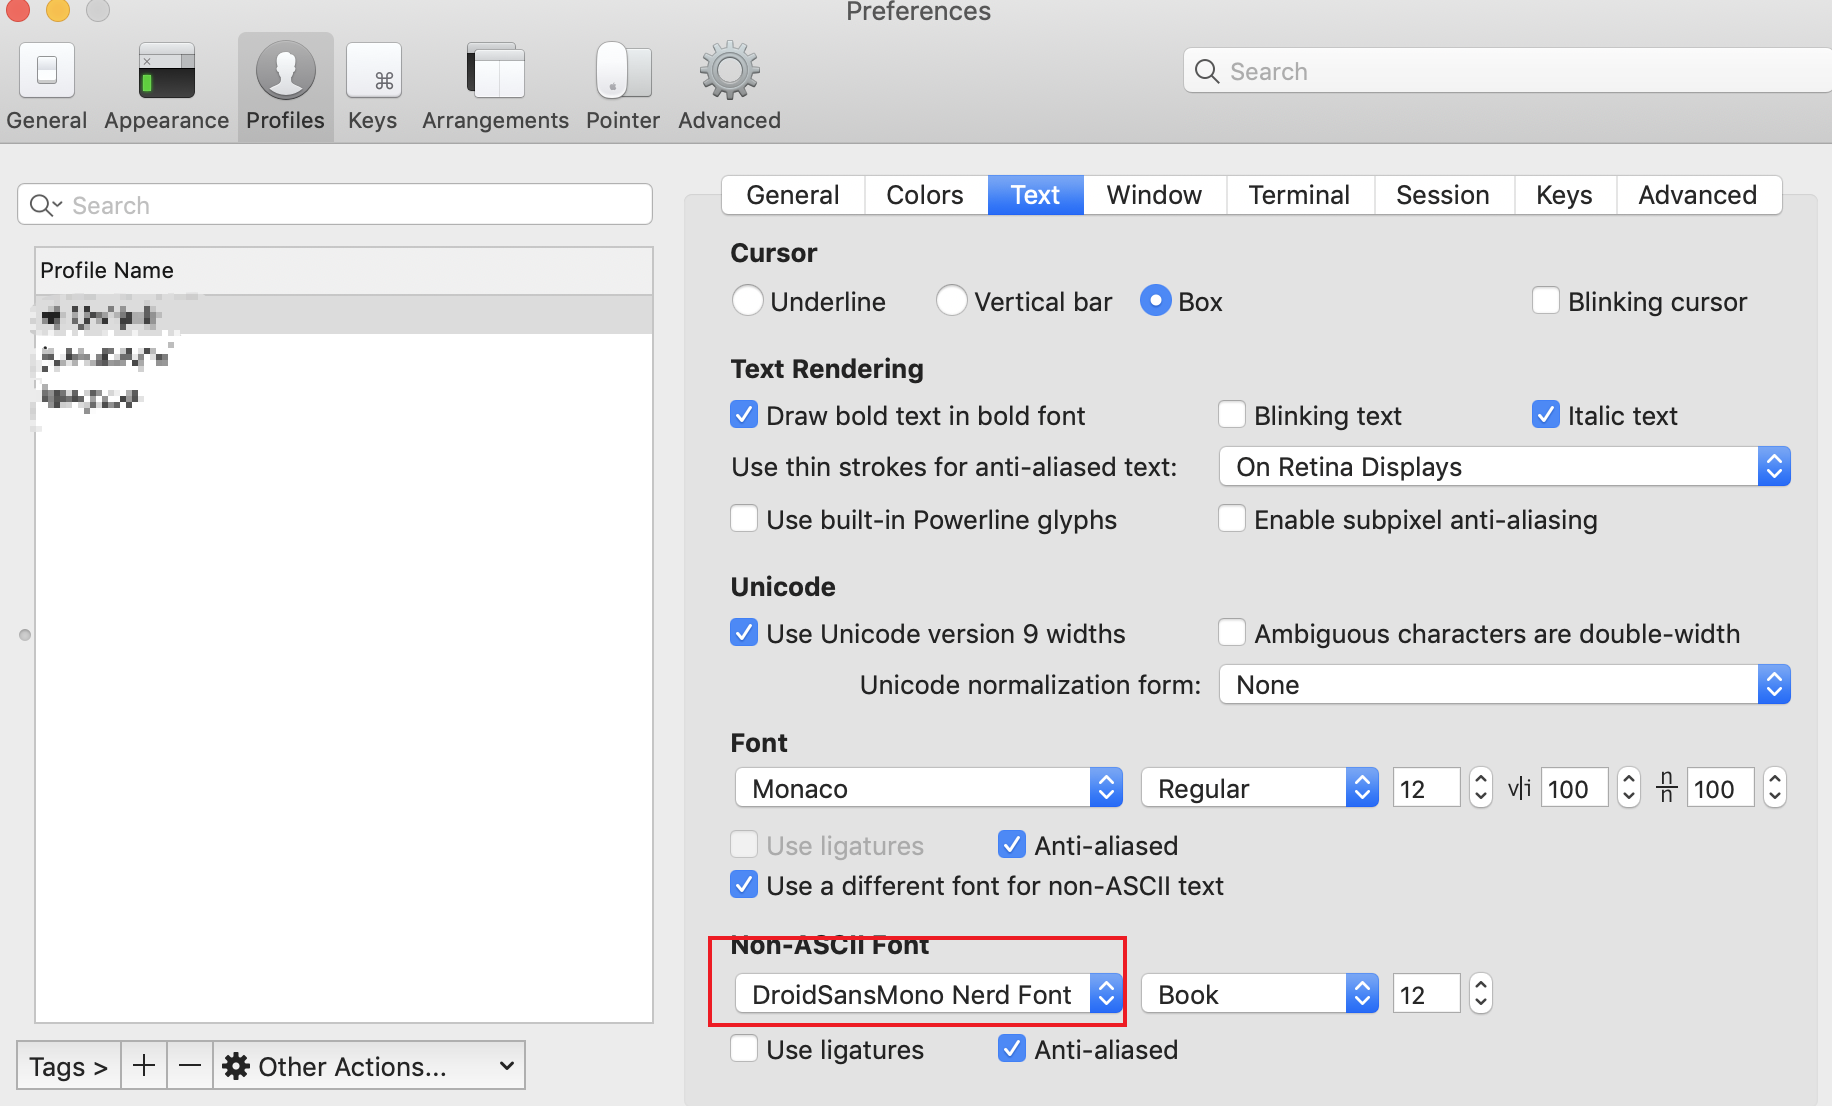 Preferences
General Appearance Profiles Keys Arrangements Pointer Advanced
Search
Search
Profile Name
Tags >
Other Actions...
General Colors Text Window Terminal Session Keys Advanced
Cursor
Underline Vertical bar Box Blinking cursor
Text Rendering
Draw bold text in bold font Blinking text Italic text
Use thin strokes for anti-aliased text: On Retina Displays
Use built-in Powerline glyphs Enable subpixel anti-aliasing
Unicode
Use Unicode version 9 widths Ambiguous characters are double-width
Unicode normalization form: None
Font
Monaco Regular 12 v|i 100 n/n 100
Use ligatures Anti-aliased
Use a different font for non-ASCII text
Non-ASCII Font
DroidSansMono Nerd Font Book 12
Use ligatures Anti-aliased